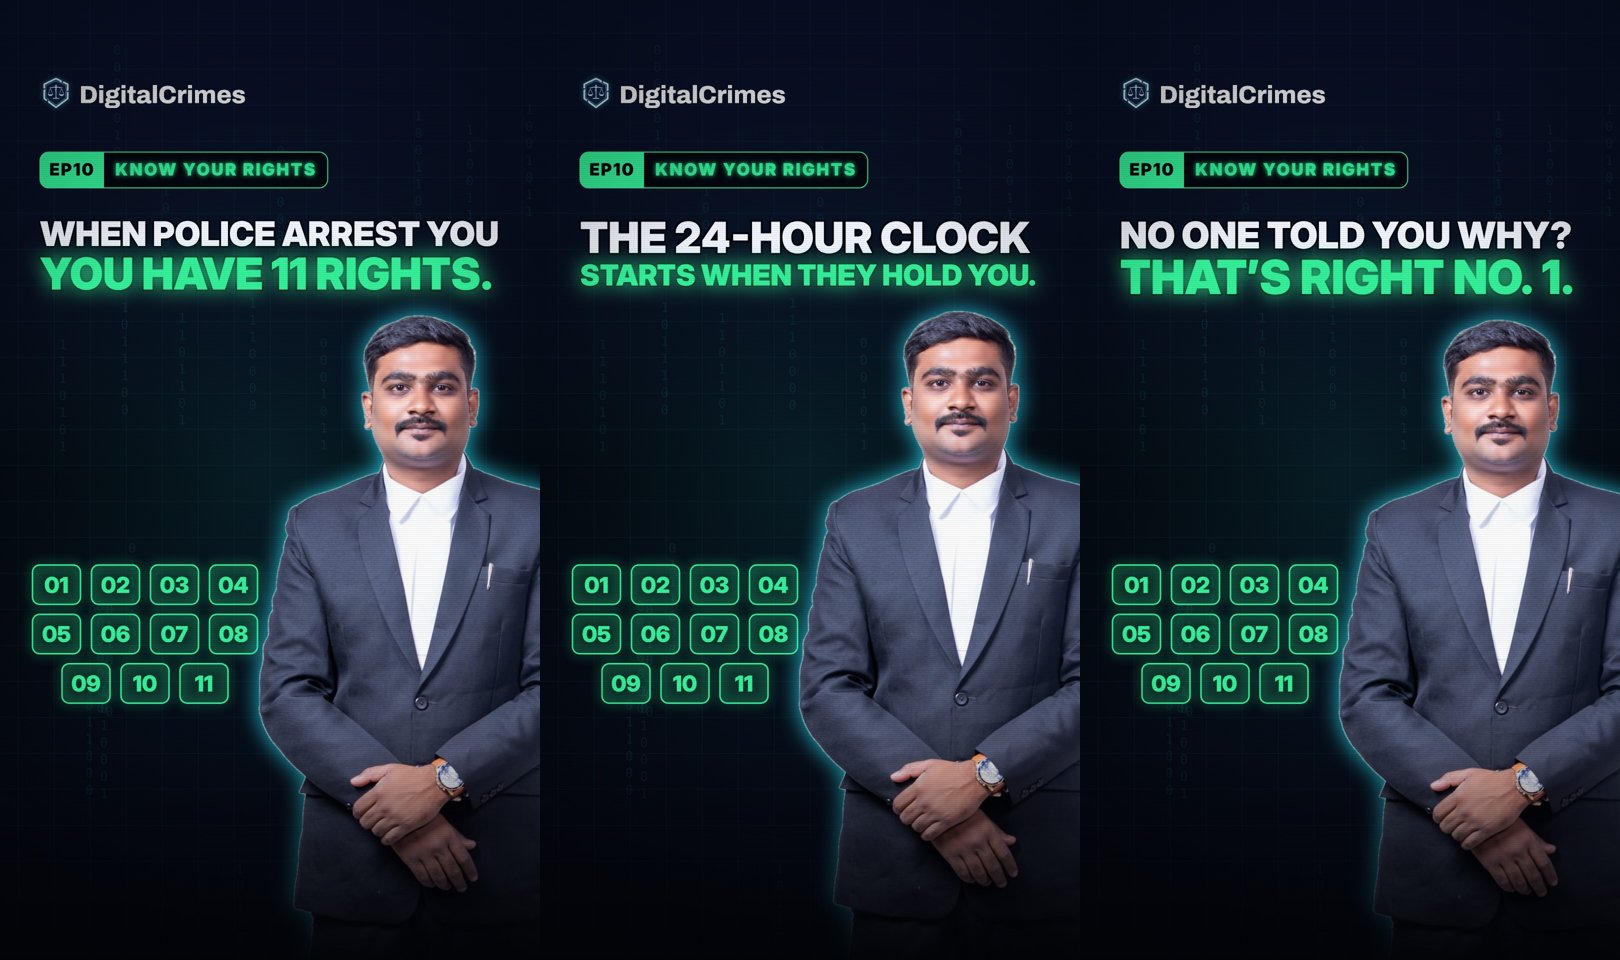 DigitalCrimes
EP10 KNOW YOUR RIGHTS
WHEN POLICE ARREST YOU
YOU HAVE 11 RIGHTS.
01 02 03 04
05 06 07 08
09 10 11
DigitalCrimes
EP10 KNOW YOUR RIGHTS
THE 24-HOUR CLOCK
STARTS WHEN THEY HOLD YOU.
01 02 03 04
05 06 07 08
09 10 11
DigitalCrimes
EP10 KNOW YOUR RIGHTS
NO ONE TOLD YOU WHY?
THAT'S RIGHT NO. 1.
01 02 03 04
05 06 07 08
09 10 11